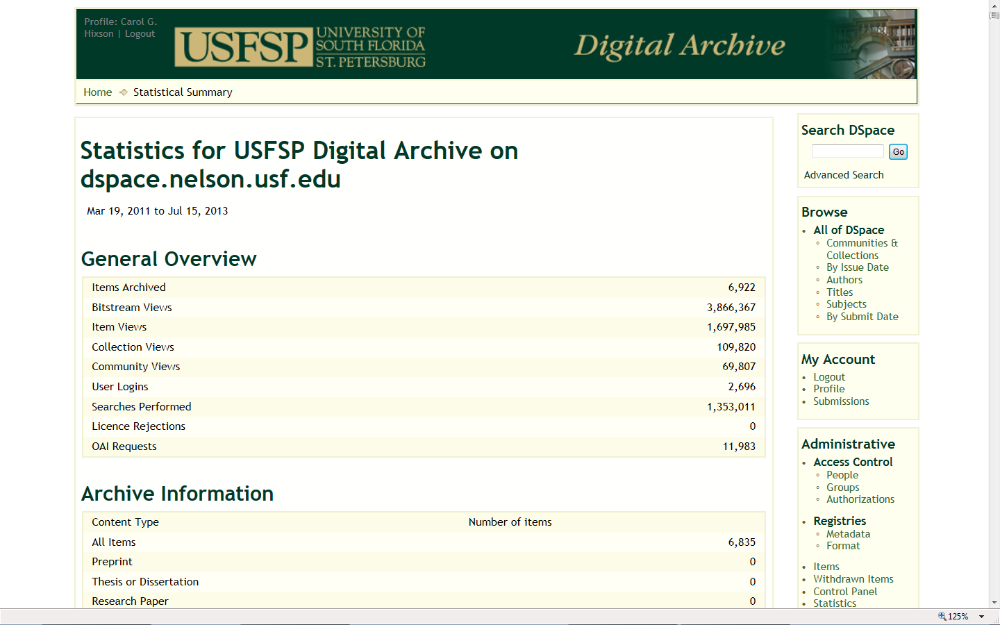 Profile: Carol G.
Hixson | Logout
USFSP
UNIVERSITY OF
SOUTH FLORIDA
ST. PETERSBURG
Digital Archive
Home
Statistical Summary
Statistics for USFSP Digital Archive on
dspace.nelson.usf.edu
Mar 19, 2011 to Jul 15, 2013
General Overview
Items Archived 6,922
Bitstream Views 3,866,367
Item Views 1,697,985
Collection Views 109,820
Community Views 69,807
User Logins 2,696
Searches Performed 1,353,011
Licence Rejections 0
OAI Requests 11,983
Archive Information
Content Type Number of items
All Items 6,835
Preprint 0
Thesis or Dissertation 0
Research Paper 0
Search DSpace
Go
Advanced Search
Browse
All of DSpace
Communities &
Collections
By Issue Date
Authors
Titles
Subjects
By Submit Date
My Account
Logout
Profile
Submissions
Administrative
Access Control
People
Groups
Authorizations
Registries
Metadata
Format
Items
Withdrawn Items
Control Panel
Statistics
125%